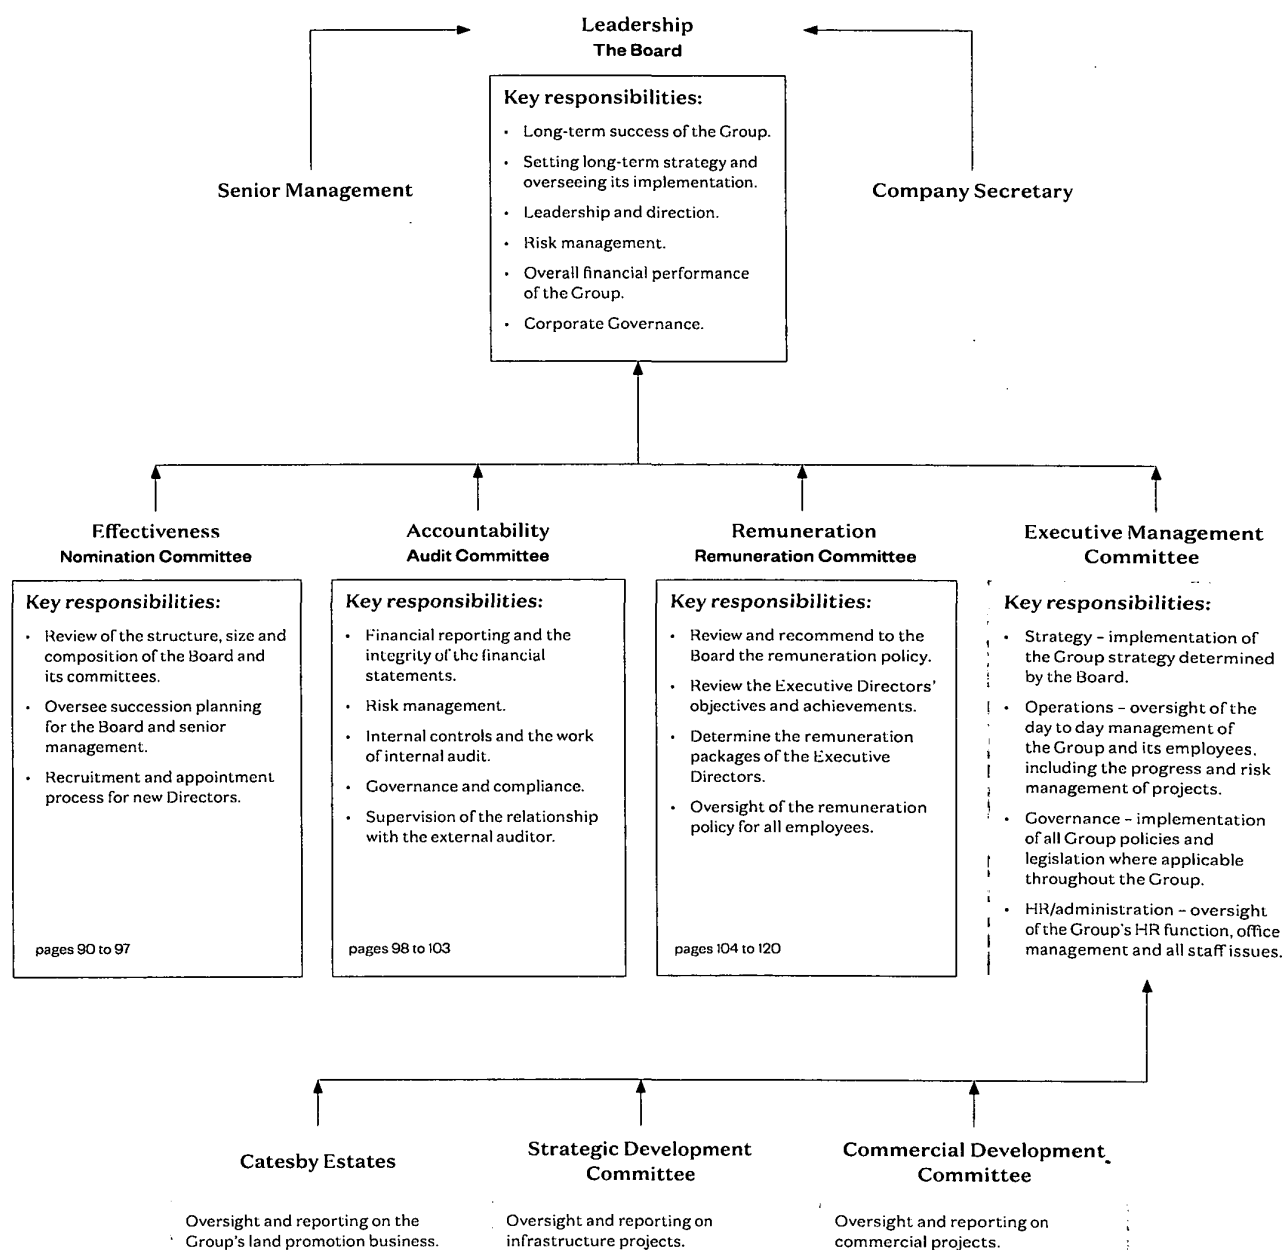 Leadership
The Board
Key responsibilities:
• Long-term success of the Group.
• Setting long-term strategy and
overseeing its implementation.
• Leadership and direction.
• Risk management.
• Overall financial performance
of the Group.
• Corporate Governance.
Senior Management
Company Secretary
Effectiveness
Nomination Committee
Key responsibilities:
• Review of the structure, size and
composition of the Board and
its committees.
• Oversee succession planning
for the Board and senior
management.
• Recruitment and appointment
process for new Directors.
pages 90 to 97
Accountability
Audit Committee
Key responsibilities:
• Financial reporting and the
integrity of the financial
statements.
• Risk management.
• Internal controls and the work
of internal audit.
• Governance and compliance.
• Supervision of the relationship
with the external auditor.
pages 98 to 103
Remuneration
Remuneration Committee
Key responsibilities:
• Review and recommend to the
Board the remuneration policy.
• Review the Executive Directors'
objectives and achievements.
• Determine the remuneration
packages of the Executive
Directors.
• Oversight of the remuneration
policy for all employees.
pages 104 to 120
Executive Management
Committee
Key responsibilities:
• Strategy – implementation of
the Group strategy determined
by the Board.
• Operations – oversight of the
day to day management of
the Group and its employees,
including the progress and risk
management of projects.
• Governance – implementation
of all Group policies and
legislation where applicable
throughout the Group.
• HR/administration – oversight
of the Group's HR function, office
management and all staff issues.
Catesby Estates
Oversight and reporting on the
Group's land promotion business.
Strategic Development
Committee
Oversight and reporting on
infrastructure projects.
Commercial Development
Committee
Oversight and reporting on
commercial projects.